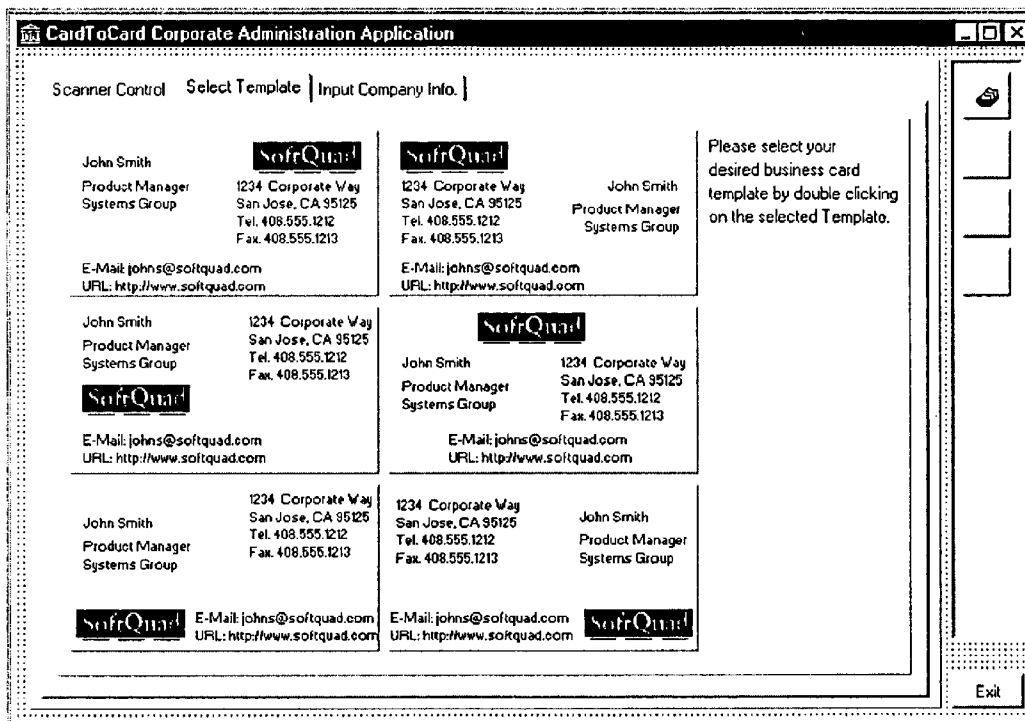 CardToCard Corporate Administration Application
Scanner Control
Select Template
Input Company Info.
John Smith
Product Manager
Systems Group
SoftQuad
1234 Corporate Way
San Jose, CA 95125
Tel. 408.555.1212
Fax. 408.555.1213
E-Mail: johns@softquad.com
URL: http://www.softquad.com
SoftQuad
1234 Corporate Way
San Jose, CA 95125
Tel. 408.555.1212
Fax. 408.555.1213
John Smith
Product Manager
Systems Group
E-Mail: johns@softquad.com
URL: http://www.softquad.com
Please select your
desired business card
template by double clicking
on the selected Template.
John Smith
Product Manager
Systems Group
1234 Corporate Way
San Jose, CA 95125
Tel. 408.555.1212
Fax. 408.555.1213
SoftQuad
E-Mail: johns@softquad.com
URL: http://www.softquad.com
SoftQuad
John Smith
Product Manager
Systems Group
1234 Corporate Way
San Jose, CA 95125
Tel. 408.555.1212
Fax. 408.555.1213
E-Mail: johns@softquad.com
URL: http://www.softquad.com
John Smith
Product Manager
Systems Group
1234 Corporate Way
San Jose, CA 95125
Tel. 408.555.1212
Fax. 408.555.1213
SoftQuad
E-Mail: johns@softquad.com
URL: http://www.softquad.com
1234 Corporate Way
San Jose, CA 95125
Tel. 408.555.1212
Fax. 408.555.1213
John Smith
Product Manager
Systems Group
E-Mail: johns@softquad.com
URL: http://www.softquad.com
SoftQuad
Exit